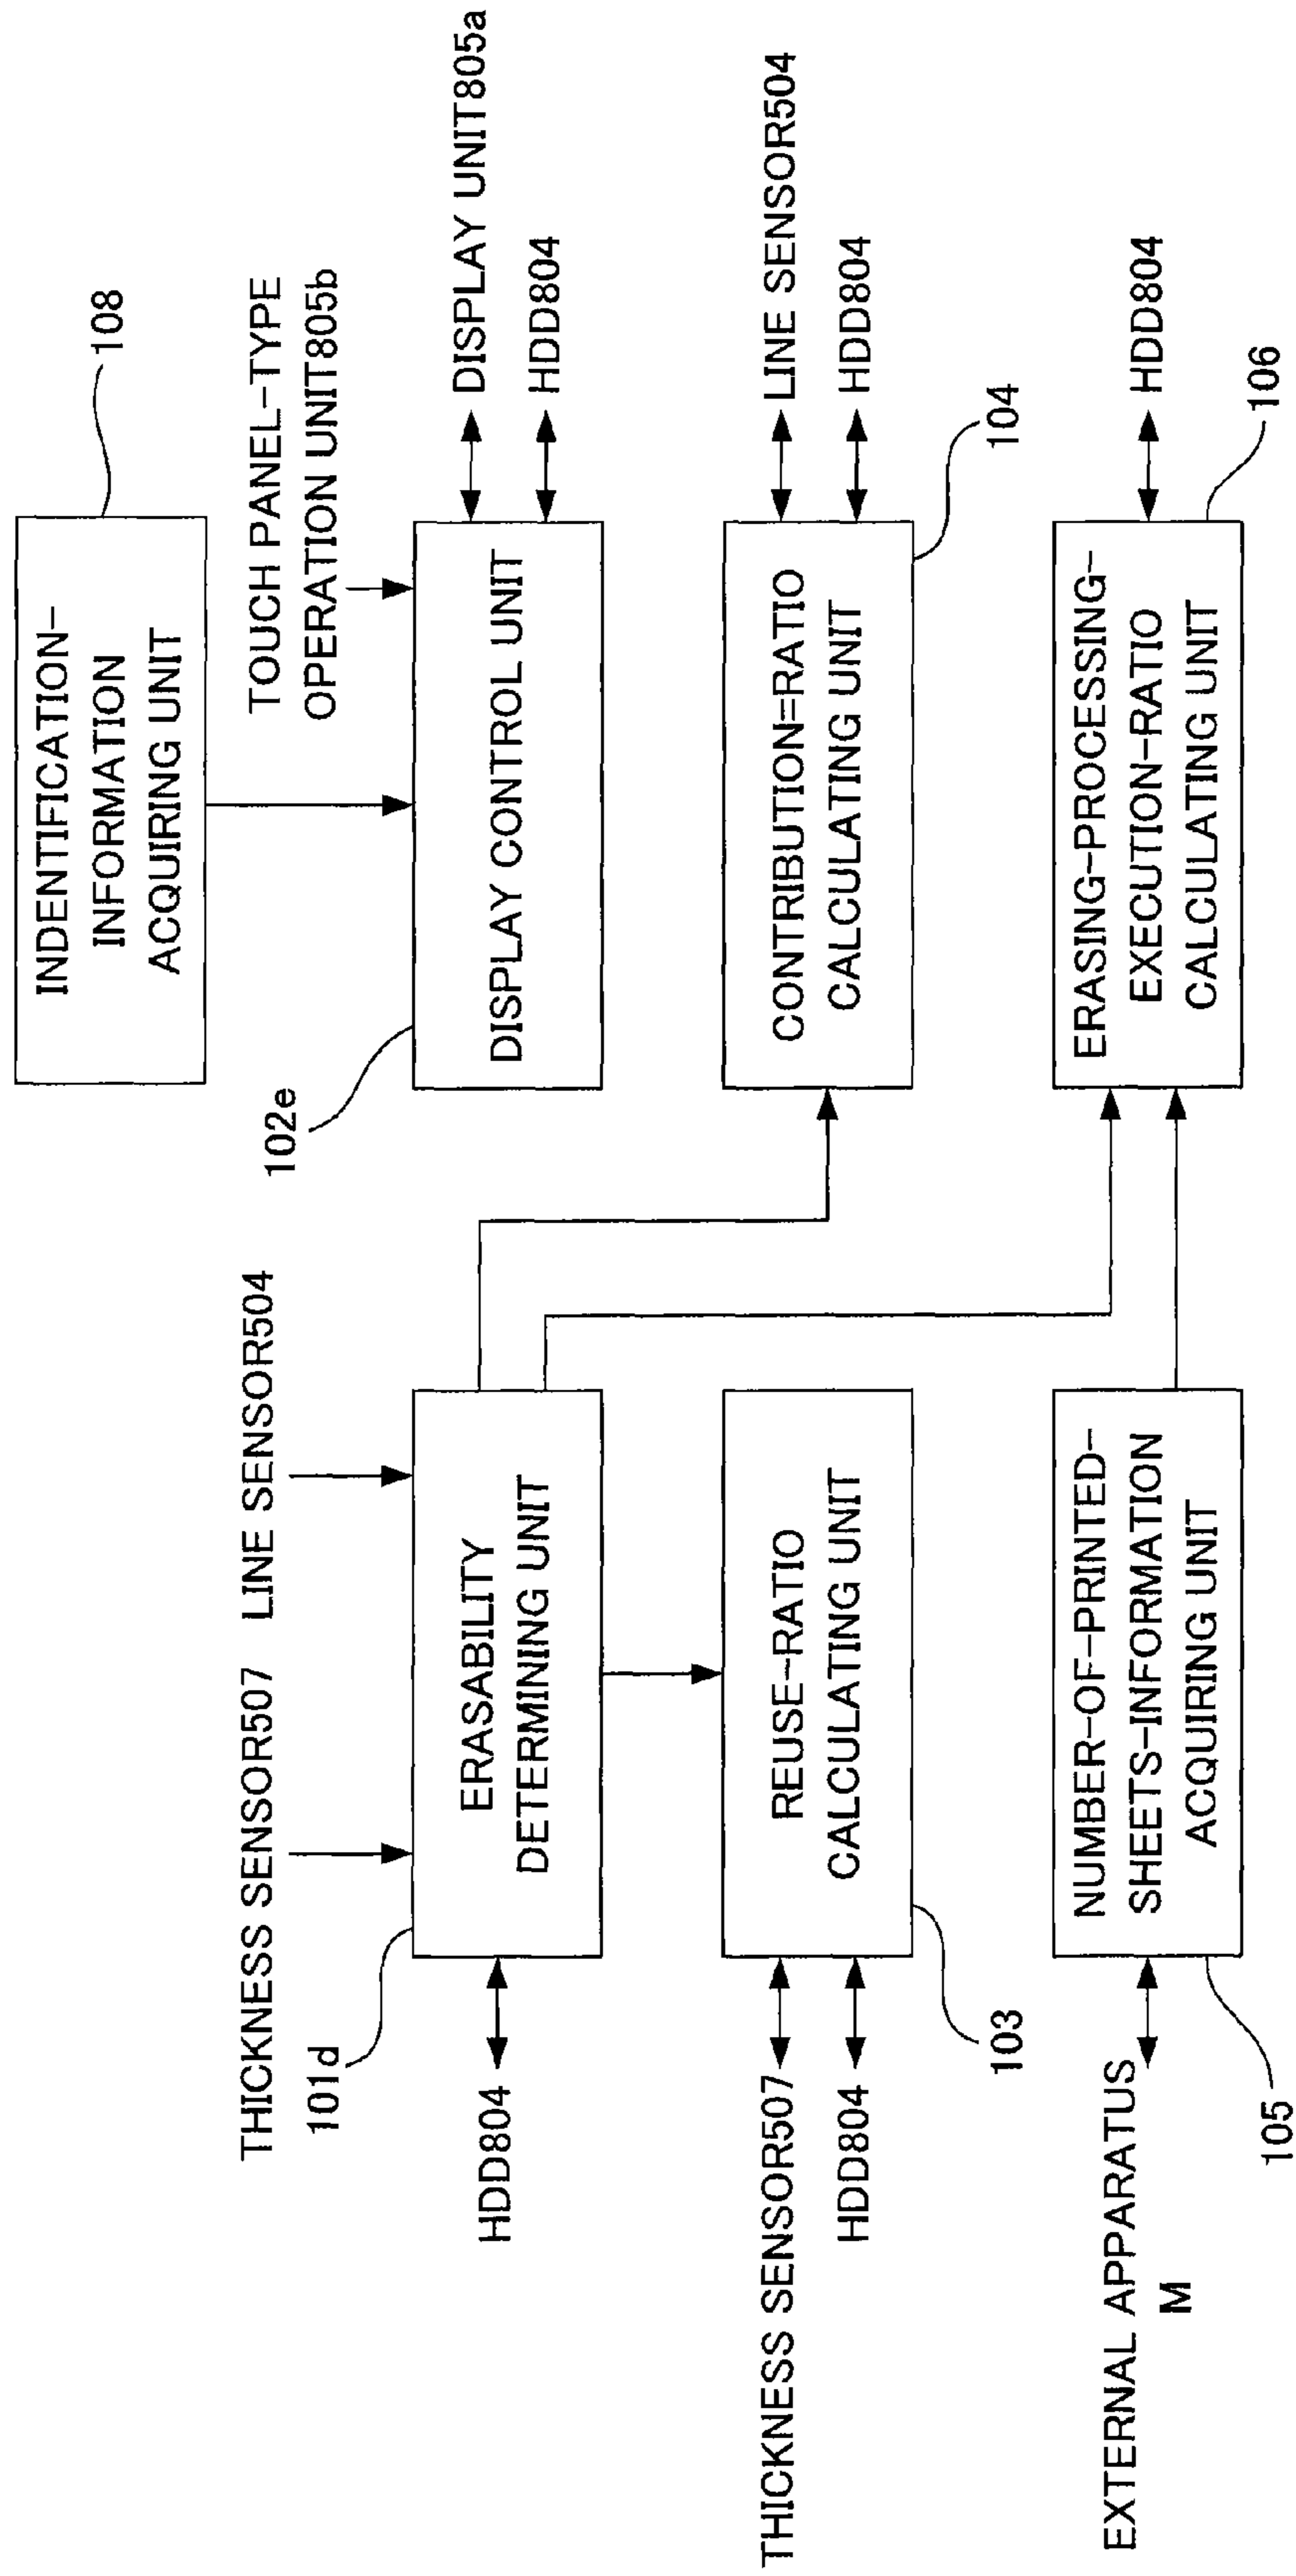 INDENTIFICATION-
INFORMATION
ACQUIRING UNIT
108
TOUCH PANEL-TYPE
OPERATION UNIT805b
THICKNESS SENSOR507
LINE SENSOR504
101d
ERASABILITY
DETERMINING UNIT
HDD804
102e
DISPLAY CONTROL UNIT
DISPLAY UNIT805a
HDD804
THICKNESS SENSOR507
HDD804
REUSE-RATIO
CALCULATING UNIT
103
CONTRIBUTION=RATIO
CALCULATING UNIT
LINE SENSOR504
HDD804
104
EXTERNAL APPARATUS
M
NUMBER-OF-PRINTED-
SHEETS-INFORMATION
ACQUIRING UNIT
105
ERASING-PROCESSING-
EXECUTION-RATIO
CALCULATING UNIT
HDD804
106